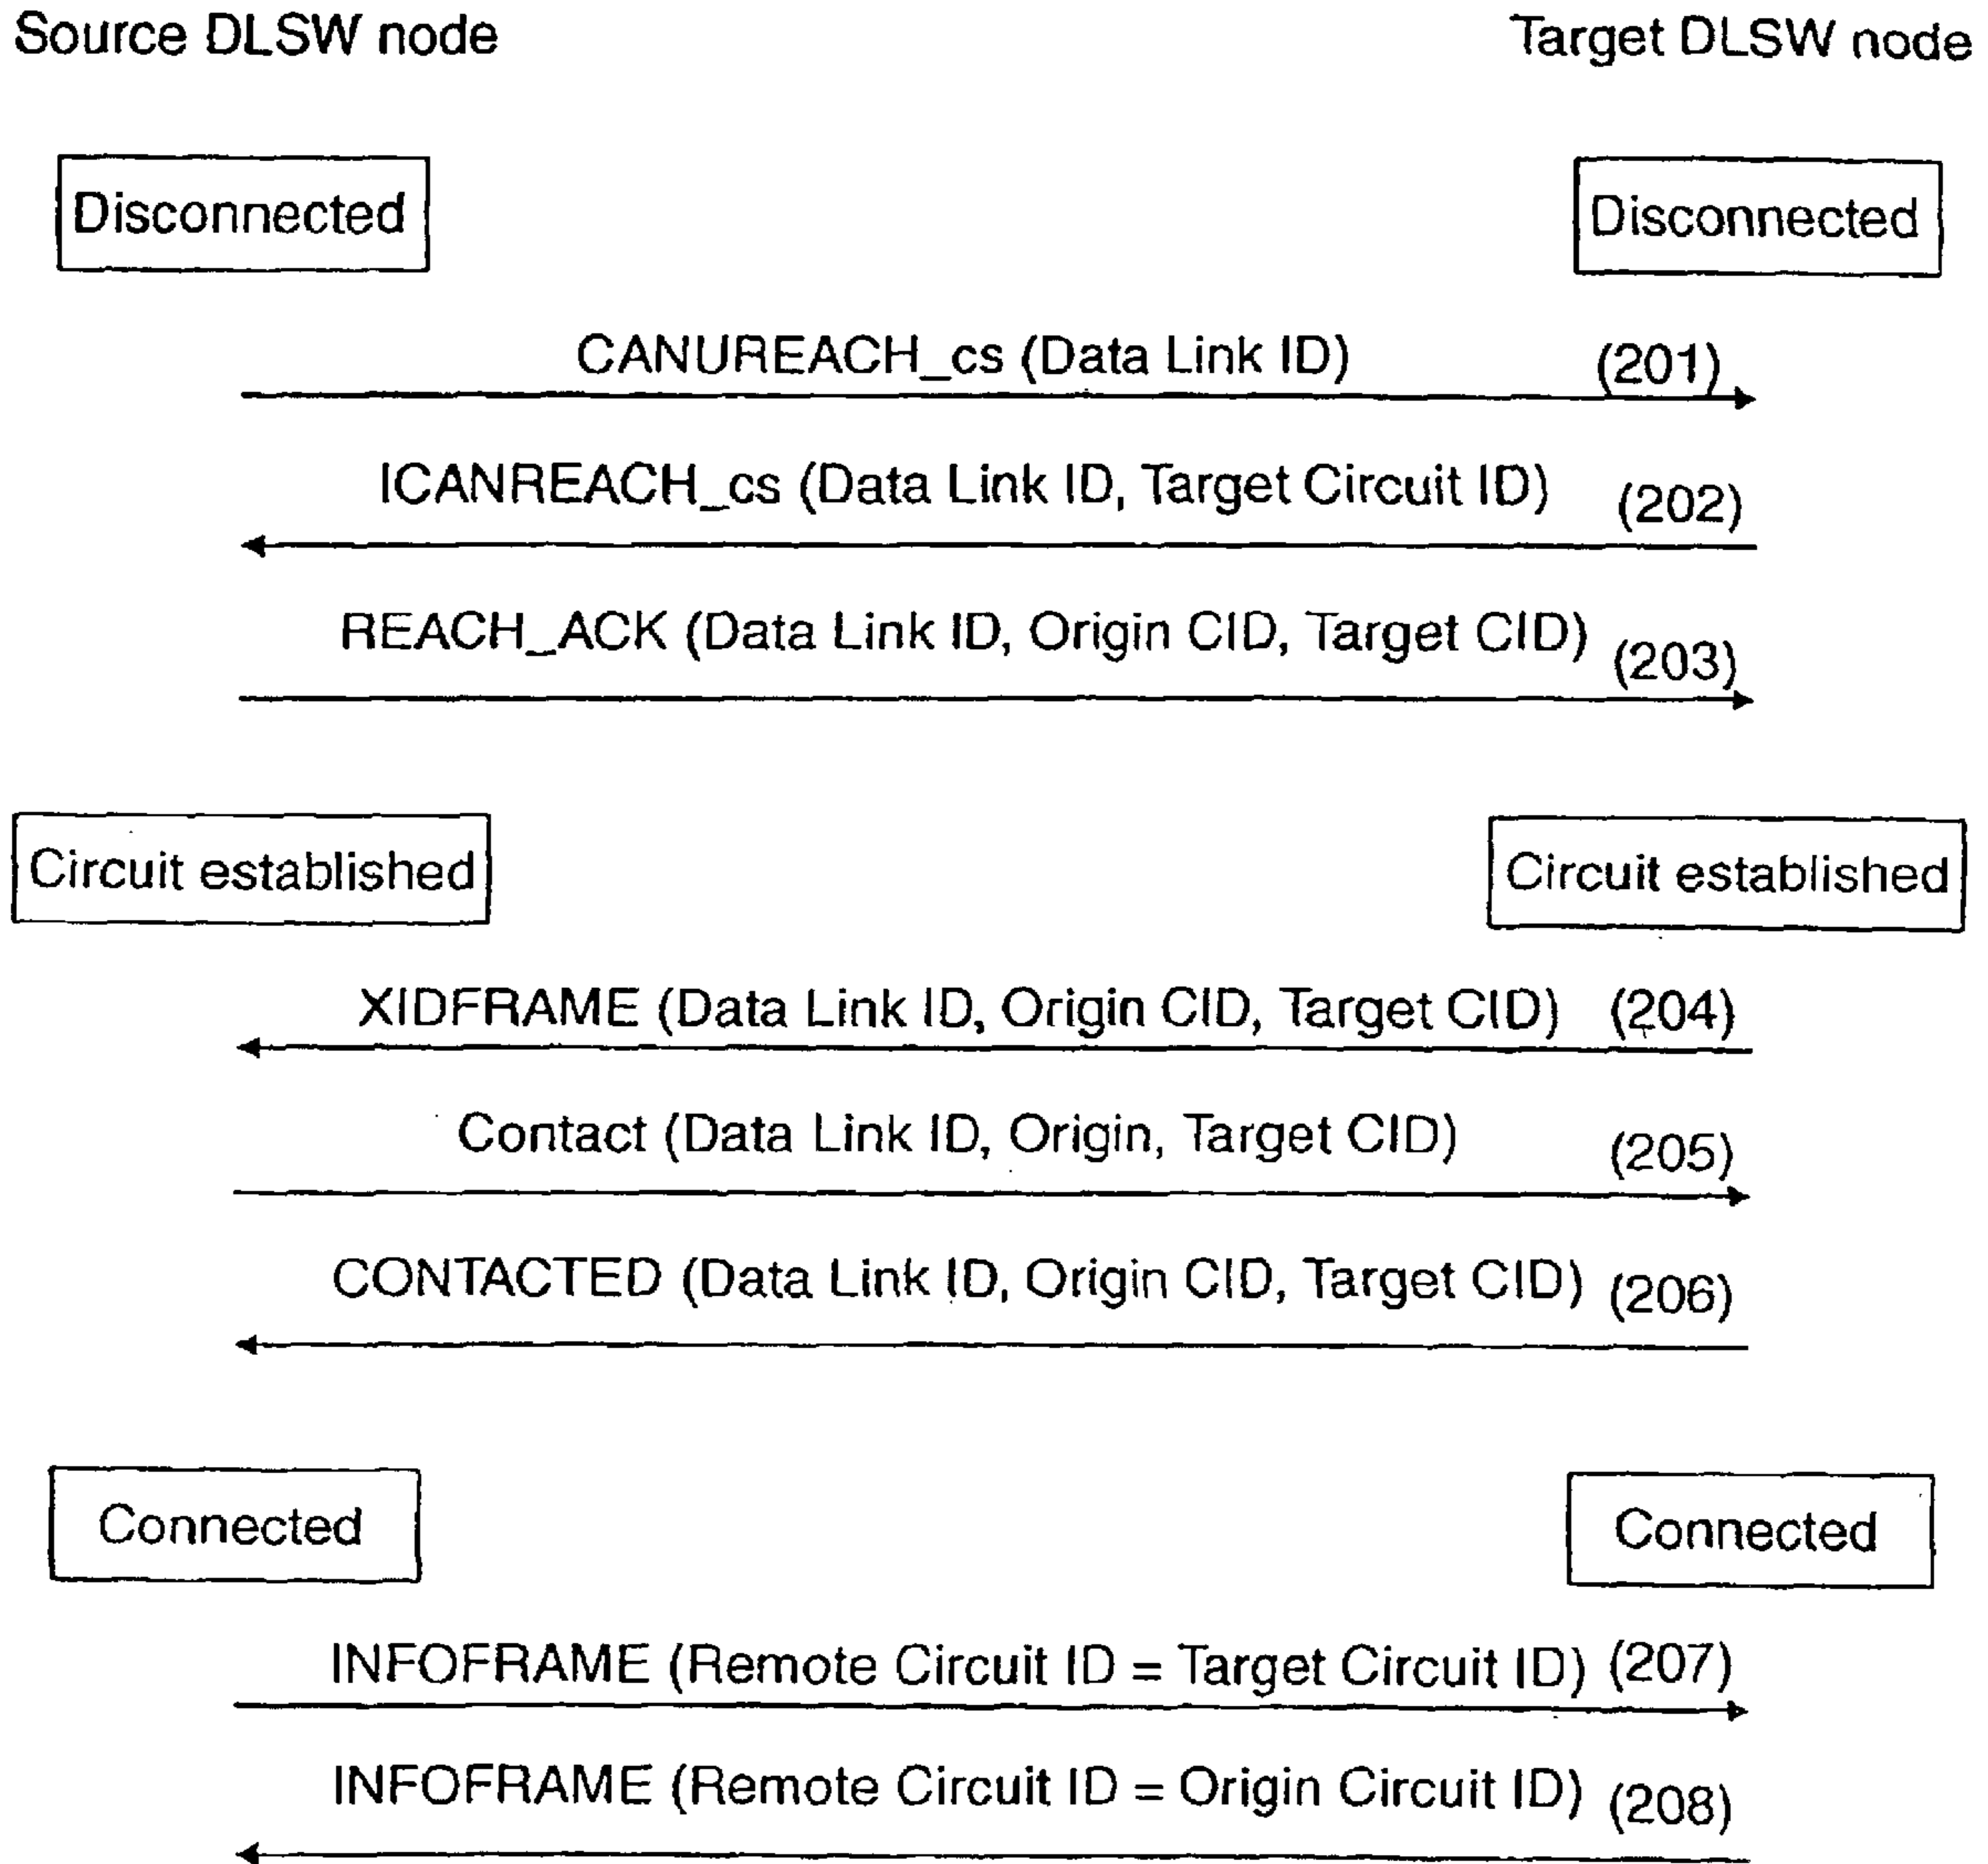 Source DLSW node
Target DLSW node
Disconnected
Disconnected
CANUREACH_cs (Data Link ID) (201)
ICANREACH_cs (Data Link ID, Target Circuit ID) (202)
REACH_ACK (Data Link ID, Origin CID, Target CID) (203)
Circuit established
Circuit established
XIDFRAME (Data Link ID, Origin CID, Target CID) (204)
Contact (Data Link ID, Origin, Target CID) (205)
CONTACTED (Data Link ID, Origin CID, Target CID) (206)
Connected
Connected
INFOFRAME (Remote Circuit ID = Target Circuit ID) (207)
INFOFRAME (Remote Circuit ID = Origin Circuit ID) (208)